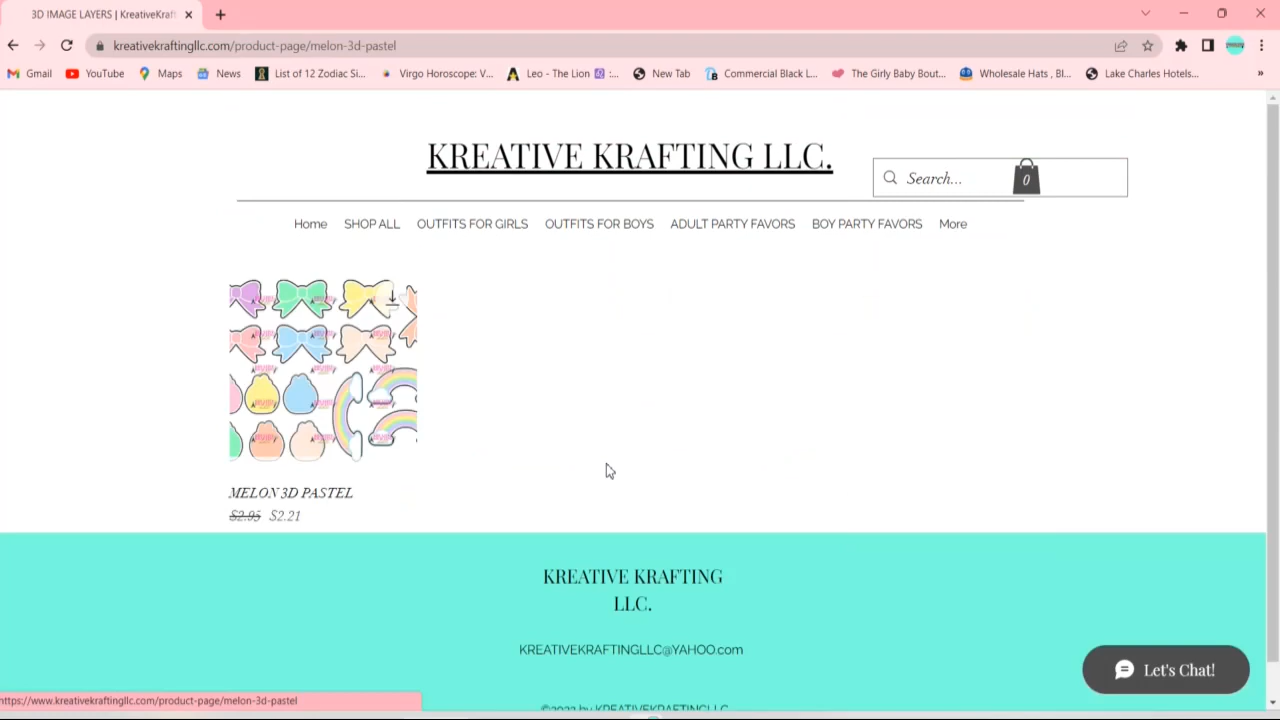 3D IMAGE LAYERS | KreativeKraft
kreativekraftingllc.com/product-page/melon-3d-pastel
Gmail YouTube Maps News List of 12 Zodiac Si... Virgo Horoscope: V... Leo - The Lion ♌ :... New Tab Commercial Black L... The Girly Baby Bout... Wholesale Hats , Bl... Lake Charles Hotels... »
KREATIVE KRAFTING LLC.
Search... 0
Home SHOP ALL OUTFITS FOR GIRLS OUTFITS FOR BOYS ADULT PARTY FAVORS BOY PARTY FAVORS More
MELON 3D PASTEL
$2.95 $2.21
KREATIVE KRAFTING
LLC.
KREATIVEKRAFTINGLLC@YAHOO.com
Let's Chat!
https://www.kreativekraftingllc.com/product-page/melon-3d-pastel